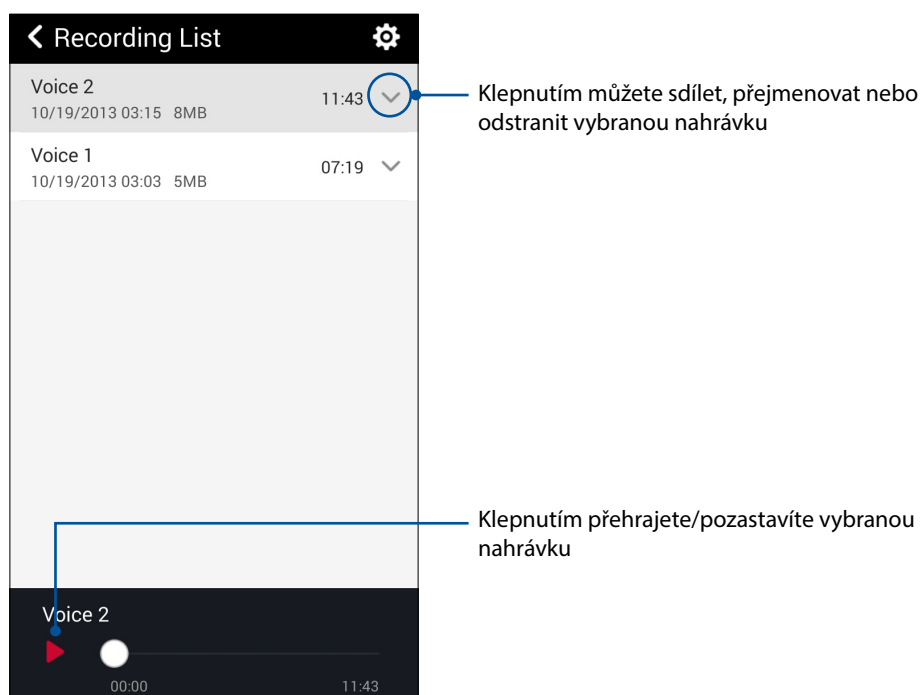 Recording List
Voice 2
10/19/2013 03:15 8MB
11:43
Klepnutím můžete sdílet, přejmenovat nebo
odstranit vybranou nahrávku
Voice 1
10/19/2013 03:03 5MB
07:19
Klepnutím přehrajete/pozastavíte vybranou
nahrávku
Voice 2
00:00
11:43